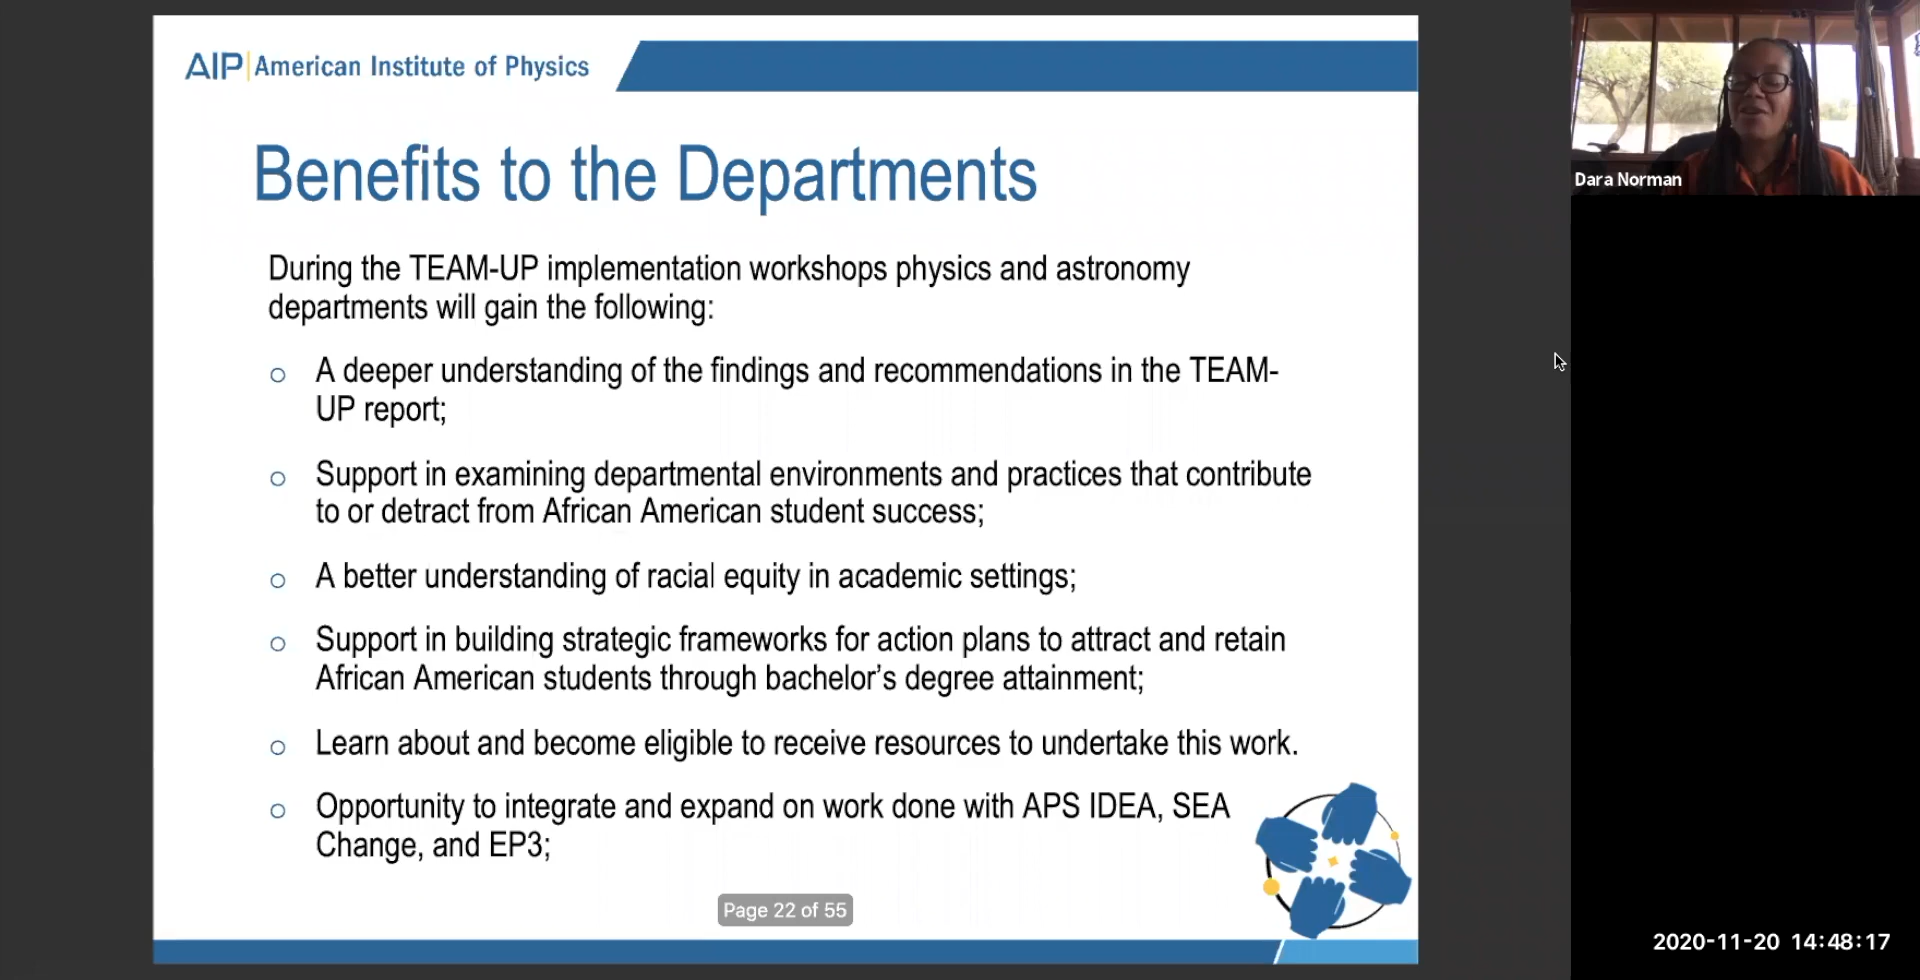 AIP American Institute of Physics
Benefits to the Departments
During the TEAM-UP implementation workshops physics and astronomy
departments will gain the following:
A deeper understanding of the findings and recommendations in the TEAM-
UP report;
Support in examining departmental environments and practices that contribute
to or detract from African American student success;
A better understanding of racial equity in academic settings;
Support in building strategic frameworks for action plans to attract and retain
African American students through bachelor’s degree attainment;
Learn about and become eligible to receive resources to undertake this work.
Opportunity to integrate and expand on work done with APS IDEA, SEA
Change, and EP3;
Page 22 of 55
Dara Norman
2020-11-20 14:48:17